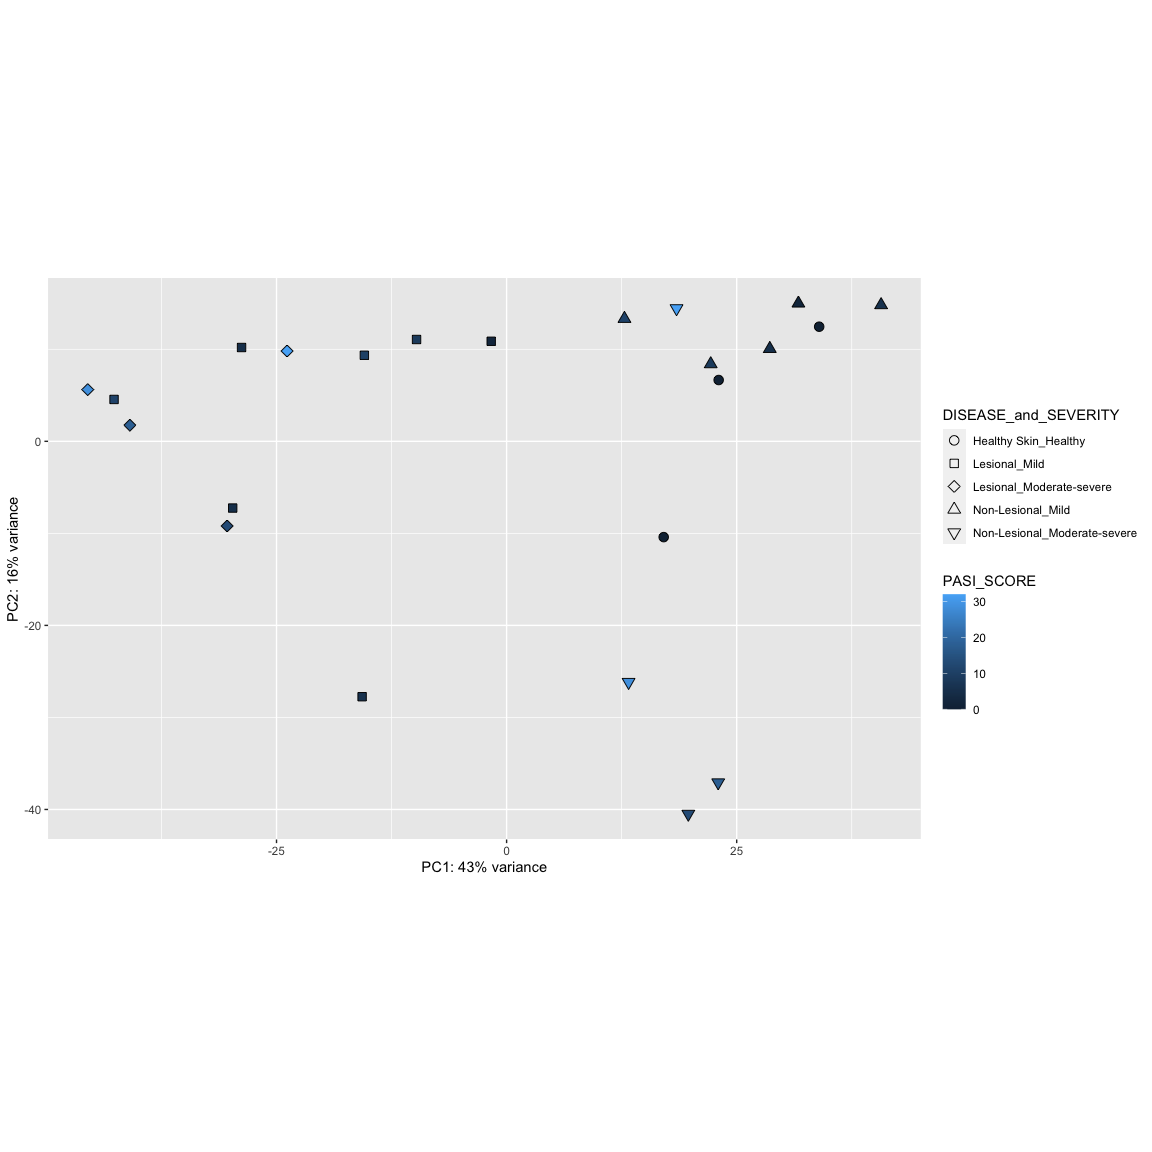 0
-20
-40
PC2: 16% variance
-25
0
25
PC1: 43% variance
DISEASE_and_SEVERITY
Healthy Skin_Healthy
Lesional_Mild
Lesional_Moderate-severe
Non-Lesional_Mild
Non-Lesional_Moderate-severe
PASI_SCORE
30
20
10
0